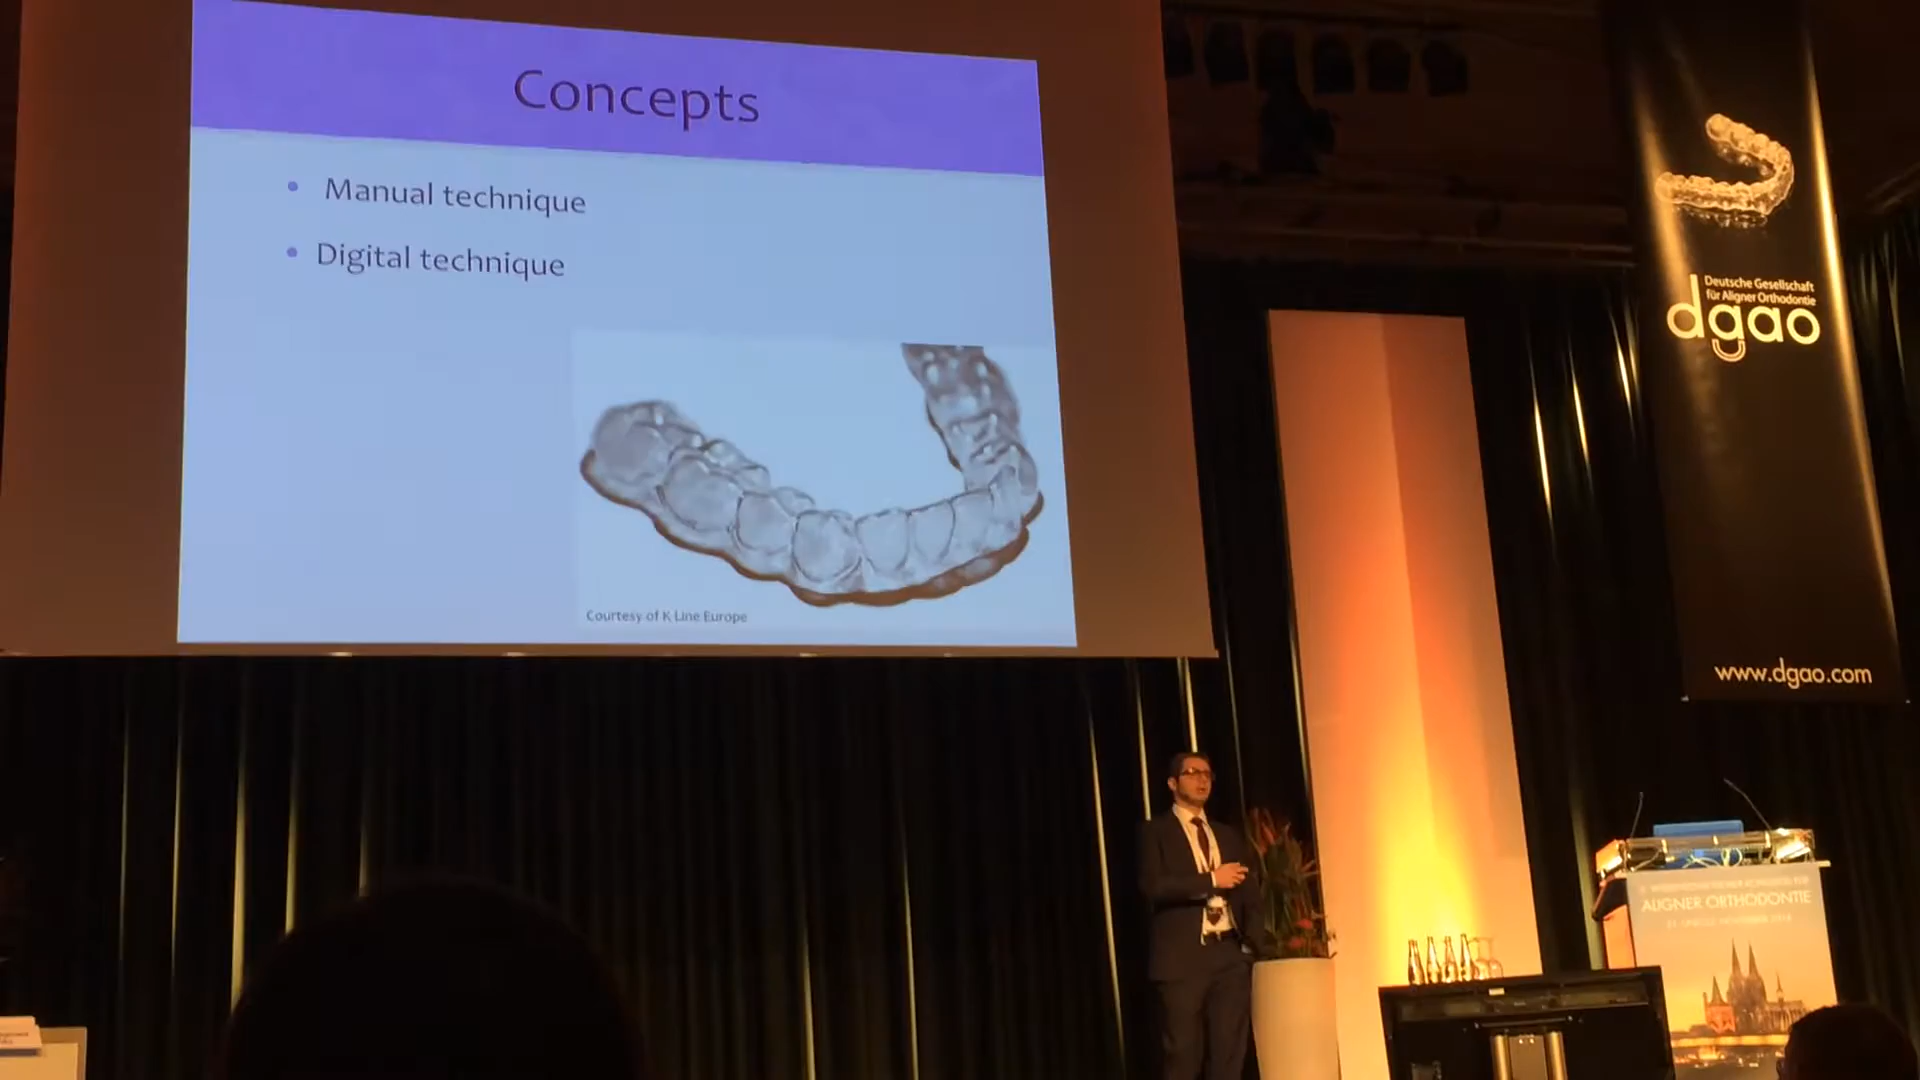 Concepts
• Manual technique
• Digital technique
Courtesy of K Line Europe
Deutsche Gesellschaft
für Aligner Orthodontie
dgao
www.dgao.com
ALIGNER ORTHODONTIE